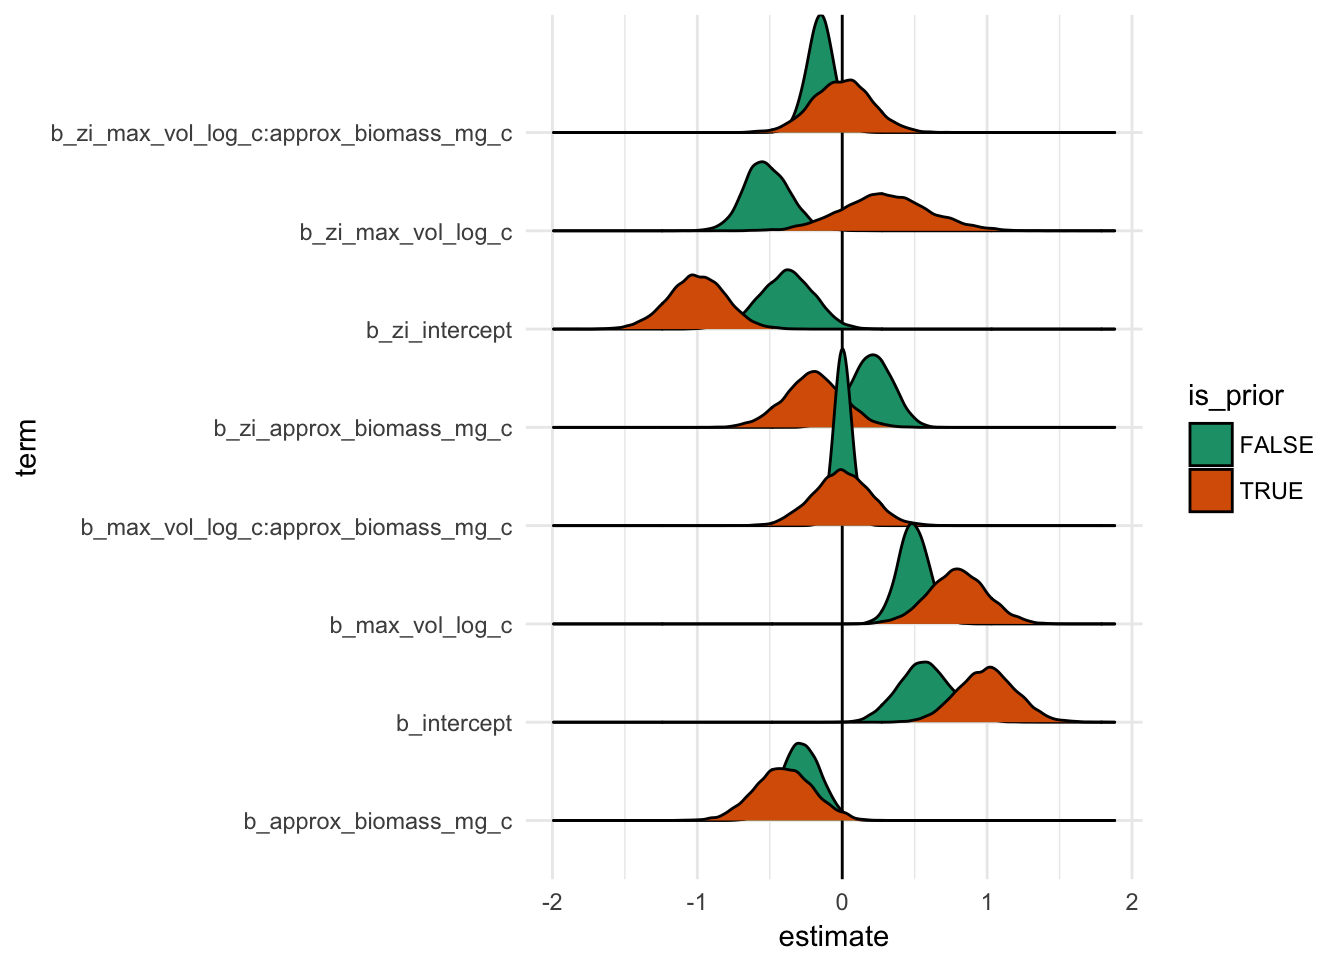 term
b_zi_max_vol_log_c:approx_biomass_mg_c
b_zi_max_vol_log_c
b_zi_intercept
b_zi_approx_biomass_mg_c
b_max_vol_log_c:approx_biomass_mg_c
b_max_vol_log_c
b_intercept
b_approx_biomass_mg_c
-2 -1 0 1 2
estimate
is_prior
FALSE
TRUE